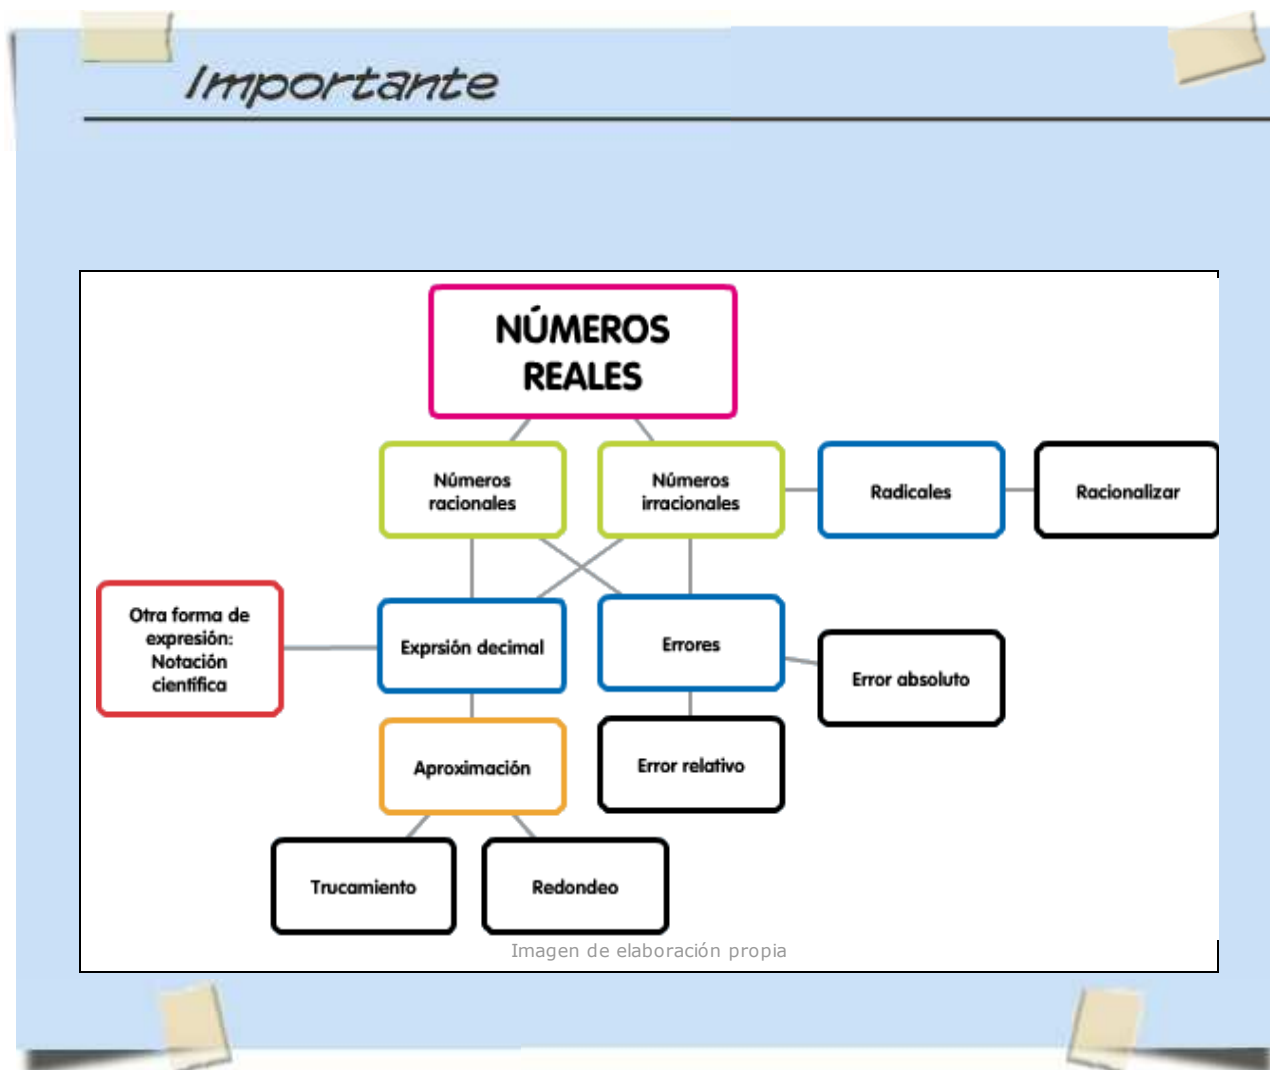 Importante
NÚMEROS
REALES
Números
racionales
Números
irracionales
Radicales
Racionalizar
Otra forma de
expresión:
Notación
científica
Exprsión decimal
Errores
Error absoluto
Aproximación
Error relativo
Trucamiento
Redondeo
Imagen de elaboración propia